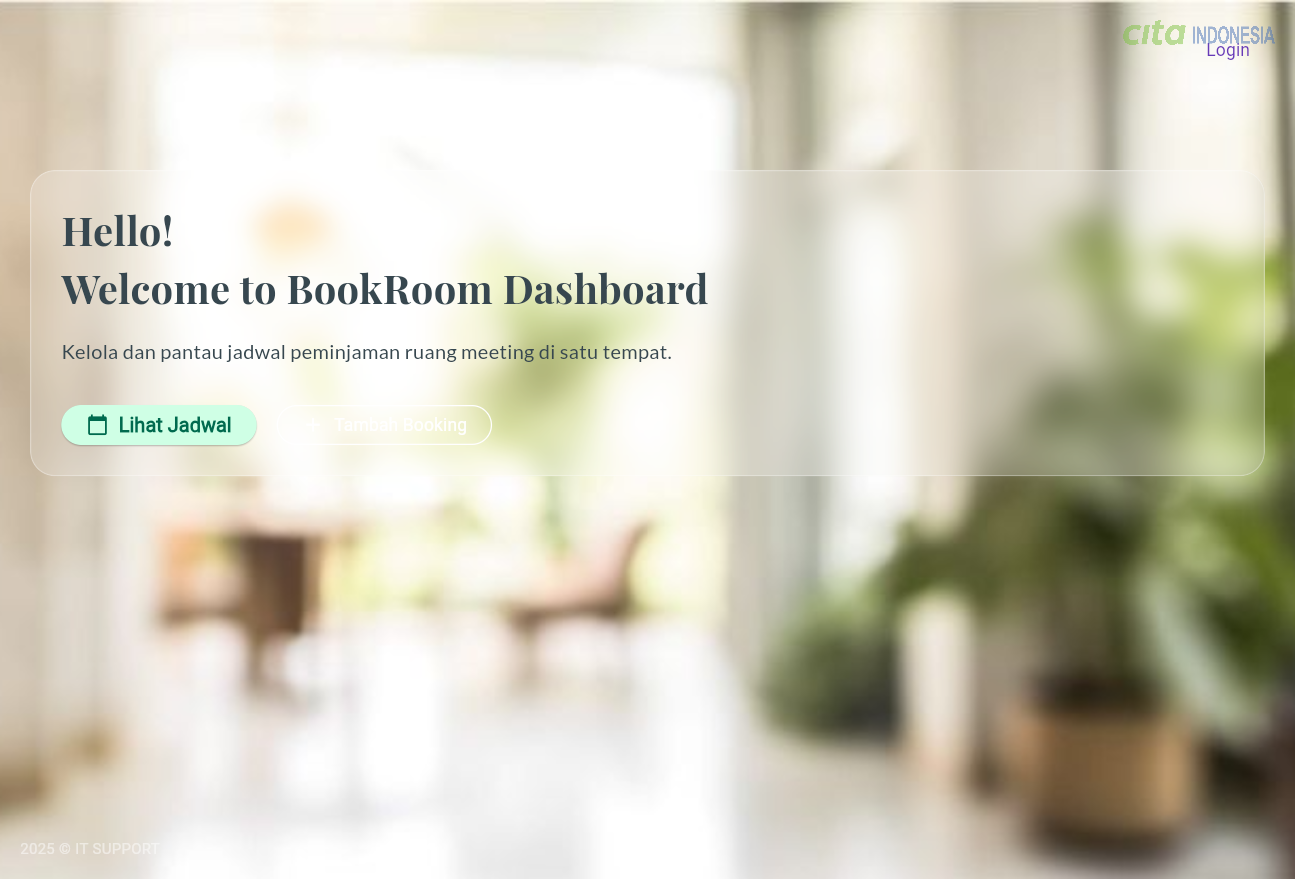 cita INDONESIA
Login
Hello!
Welcome to BookRoom Dashboard
Kelola dan pantau jadwal peminjaman ruang meeting di satu tempat.
Lihat Jadwal
Tambah Booking
2025 © IT SUPPORT